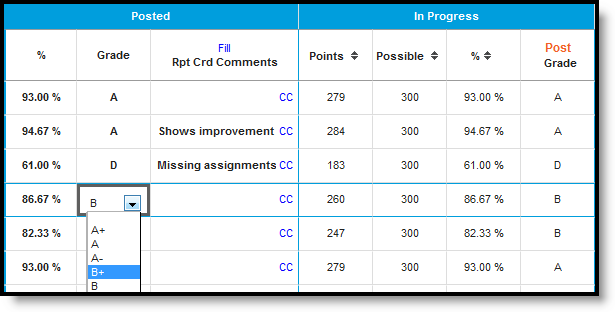 Posted In Progress
% Grade Fill Rpt Crd Comments Points Possible % Post Grade
93.00 % A CC 279 300 93.00 % A
94.67 % A Shows improvement CC 284 300 94.67 % A
61.00 % D Missing assignments CC 183 300 61.00 % D
86.67 % B CC 260 300 86.67 % B
A+
A
82.33 % CC 247 300 82.33 % B
A-
B+
93.00 % CC 279 300 93.00 % A
B